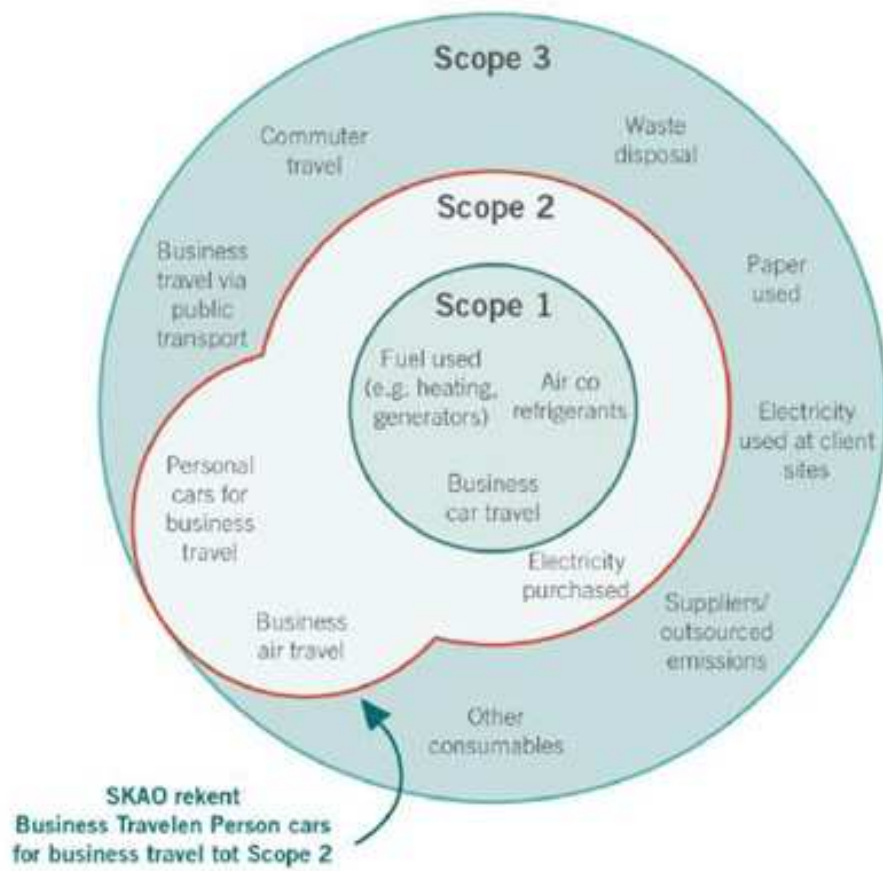 Scope 3
Commuter
travel
Waste
disposal
Scope 2
Business
travel via
public
transport
Paper
used
Scope 1
Fuel used
(e.g. heating,
generators)
Air co
refrigerants
Electricity
used at client
sites
Personal
cars for
business
travel
Business
car travel
Electricity
purchased
Suppliers/
outsourced
emissions
Business
air travel
Other
consumables
SKAO rekent
Business Travelen Person cars
for business travel tot Scope 2